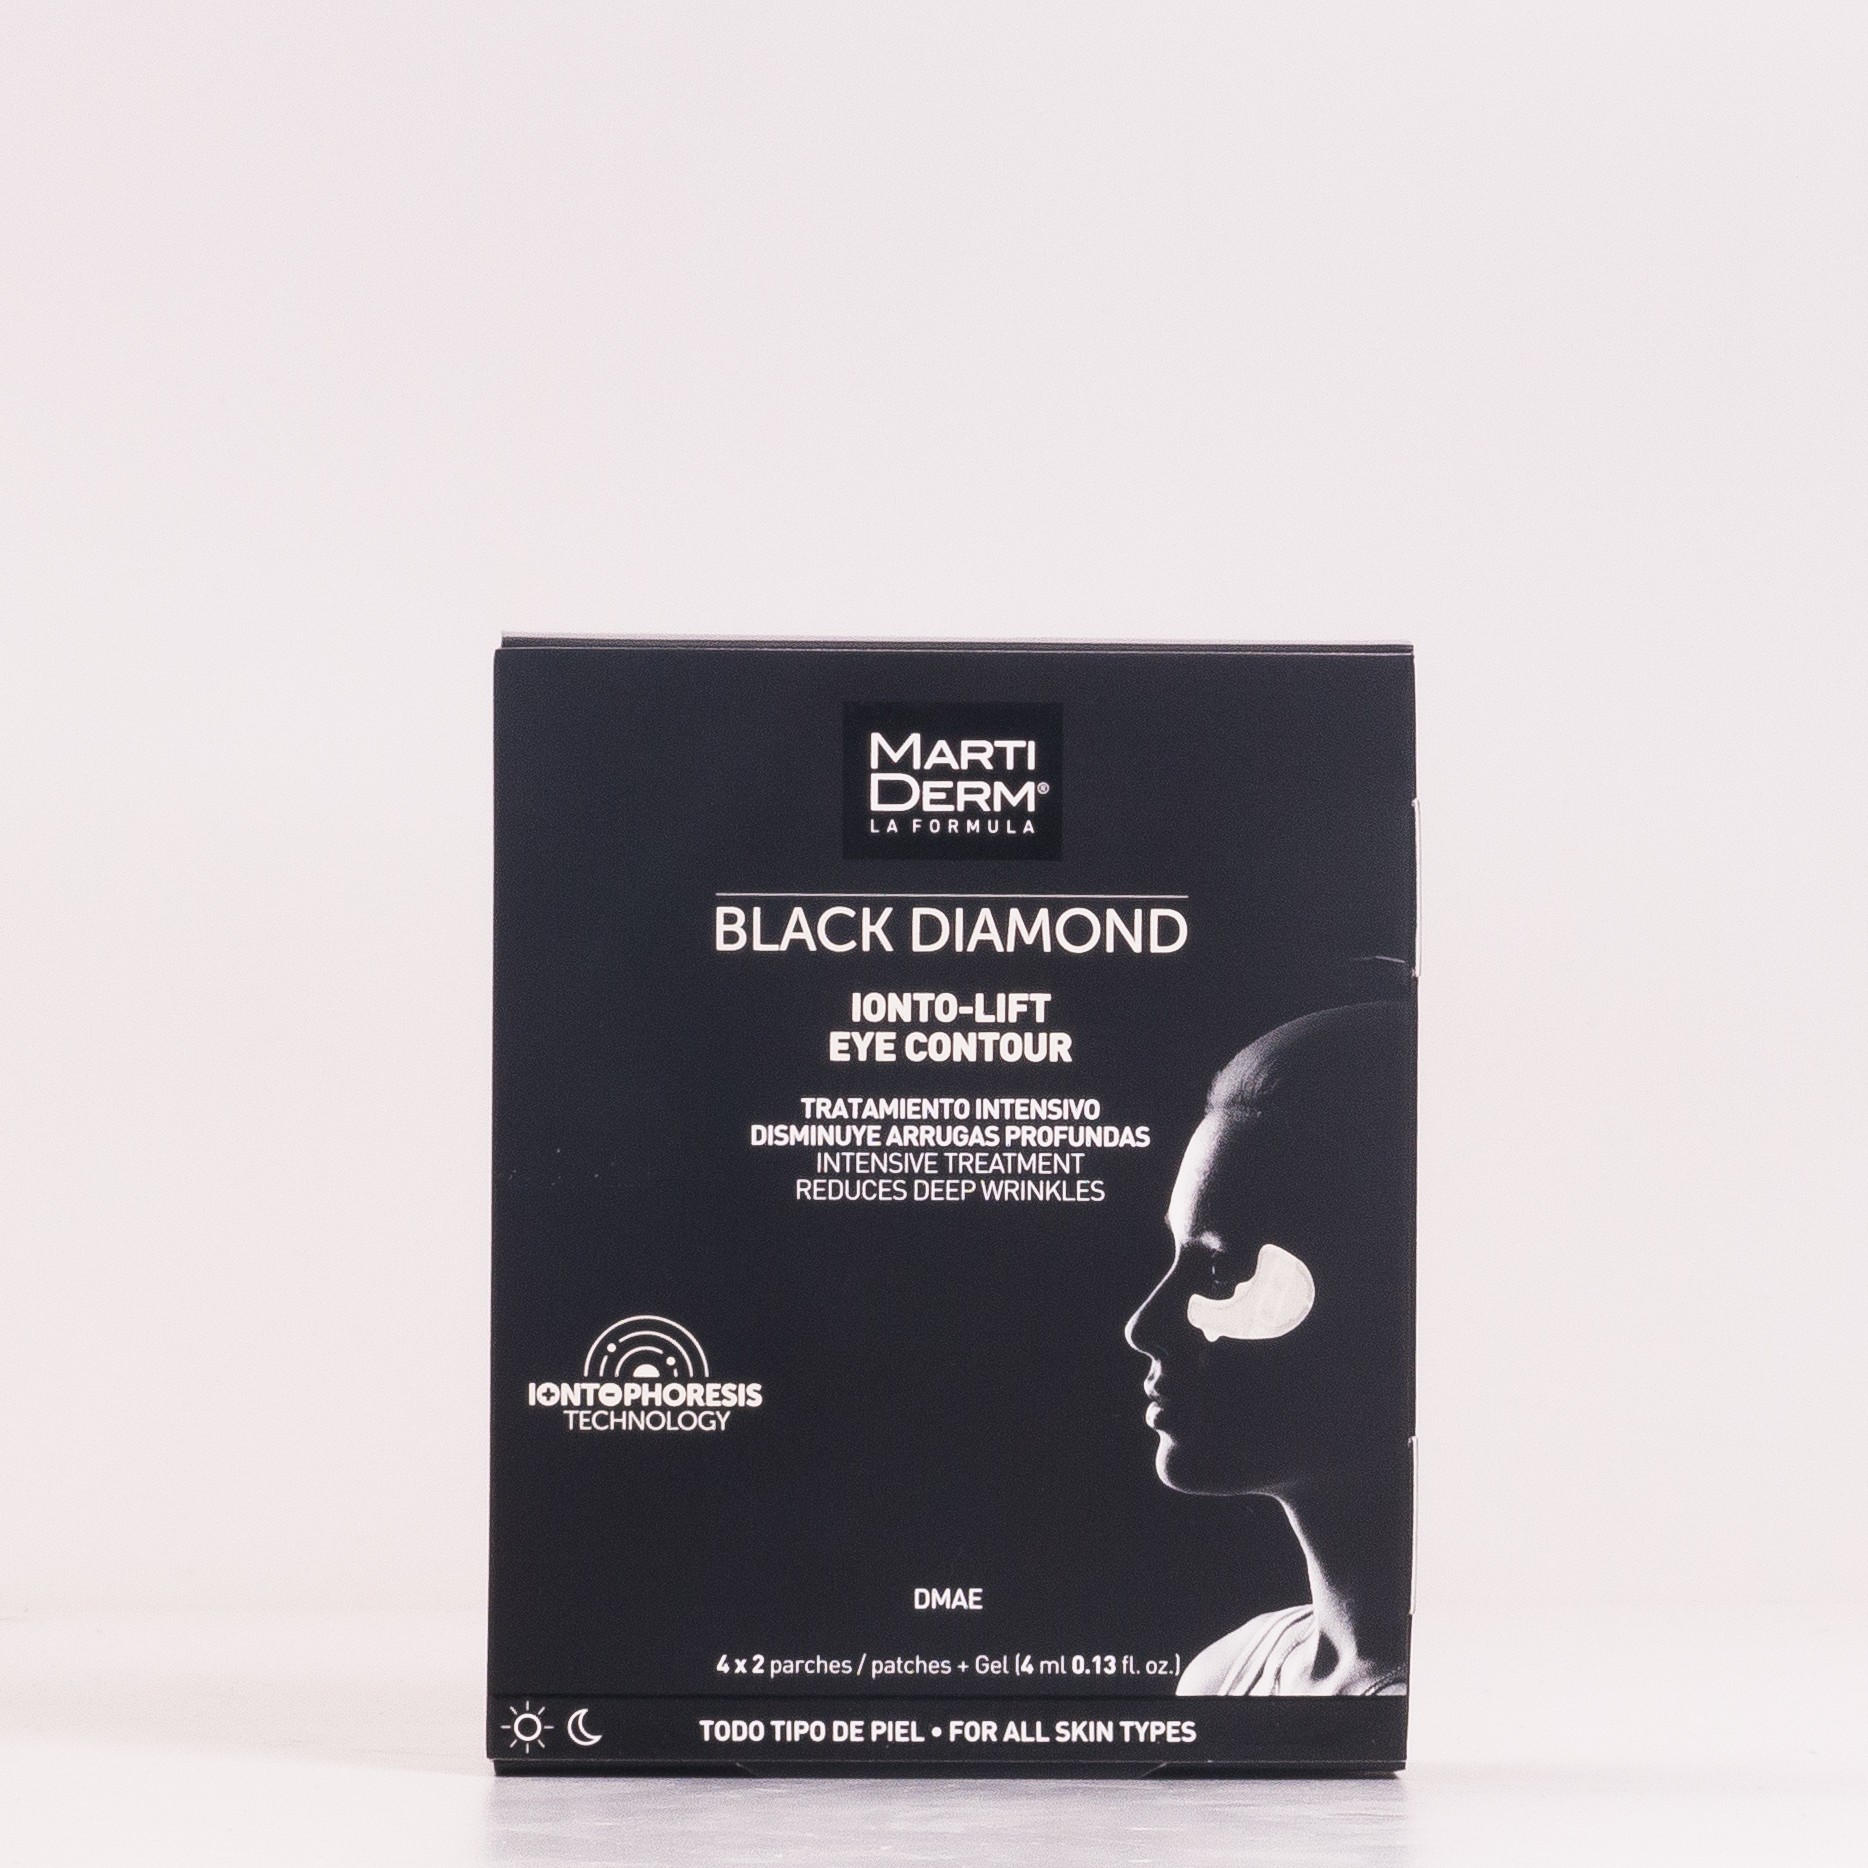 MARTI
DERM®
LA FORMULA
BLACK DIAMOND
IONTO-LIFT
EYE CONTOUR
TRATAMIENTO INTENSIVO
DISMINUYE ARRUGAS PROFUNDAS
INTENSIVE TREATMENT
REDUCES DEEP WRINKLES
IONTOPHORESIS
TECHNOLOGY
DMAE
4 x 2 parches / patches + Gel (4 ml 0.13 fl. oz.)
TODO TIPO DE PIEL • FOR ALL SKIN TYPES